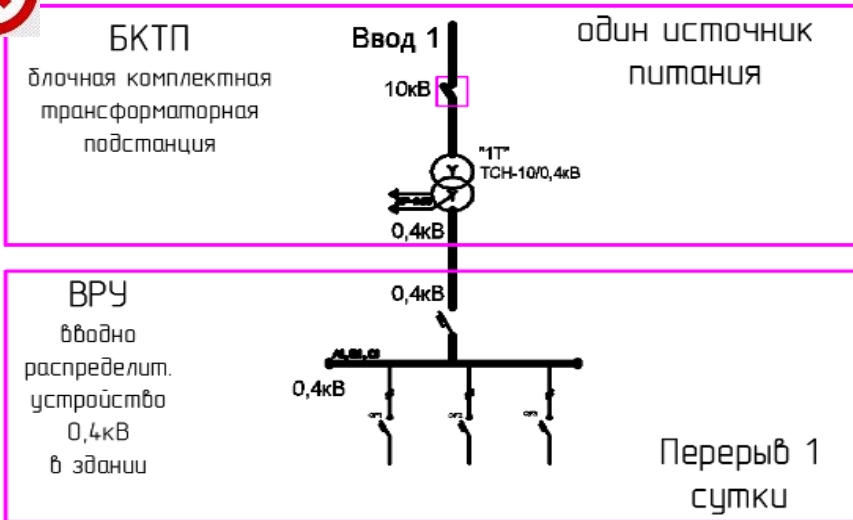 БКТП
блочная комплектная
трансформаторная
подстанция
Ввод 1
один источник
питания
10кВ
"1Т"
ТСН-10/0,4кВ
0,4кВ
ВРУ
вводно
распределит.
устройство
0,4кВ
в здании
0,4кВ
0,4кВ
Перерыв 1
сутки